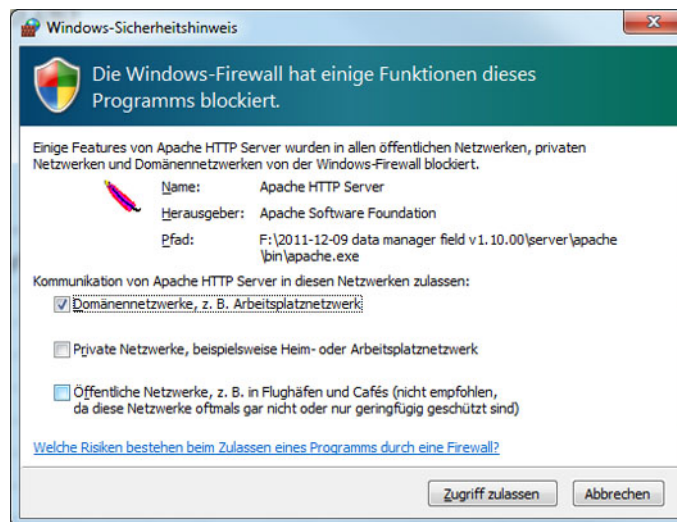 Windows-Sicherheitshinweis
Die Windows-Firewall hat einige Funktionen dieses
Programms blockiert.
Einige Features von Apache HTTP Server wurden in allen öffentlichen Netzwerken, privaten
Netzwerken und Domänennetzwerken von der Windows-Firewall blockiert.
Name: Apache HTTP Server
Herausgeber: Apache Software Foundation
Pfad: F:\2011-12-09 data manager field v1.10.00\server\apache
\bin\apache.exe
Kommunikation von Apache HTTP Server in diesen Netzwerken zulassen:
Domänennetzwerke, z. B. Arbeitsplatznetzwerk
Private Netzwerke, beispielsweise Heim- oder Arbeitsplatznetzwerk
Öffentliche Netzwerke, z. B. in Flughäfen und Cafés (nicht empfohlen,
da diese Netzwerke oftmals gar nicht oder nur geringfügig geschützt sind)
Welche Risiken bestehen beim Zulassen eines Programms durch eine Firewall?
Zugriff zulassen Abbrechen